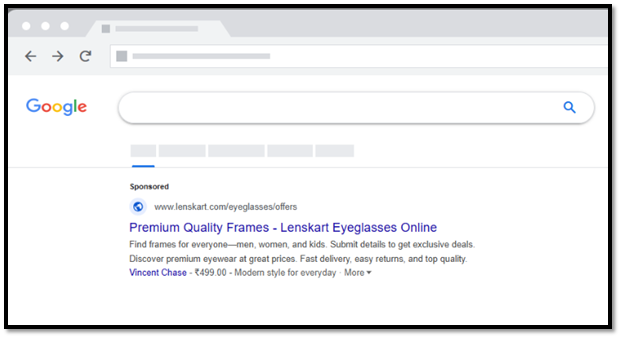 Google
Sponsored
www.lenskart.com/eyeglasses/offers
Premium Quality Frames - Lenskart Eyeglasses Online
Find frames for everyone—men, women, and kids. Submit details to get exclusive deals.
Discover premium eyewear at great prices. Fast delivery, easy returns, and top quality.
Vincent Chase - ₹499.00 - Modern style for everyday · More